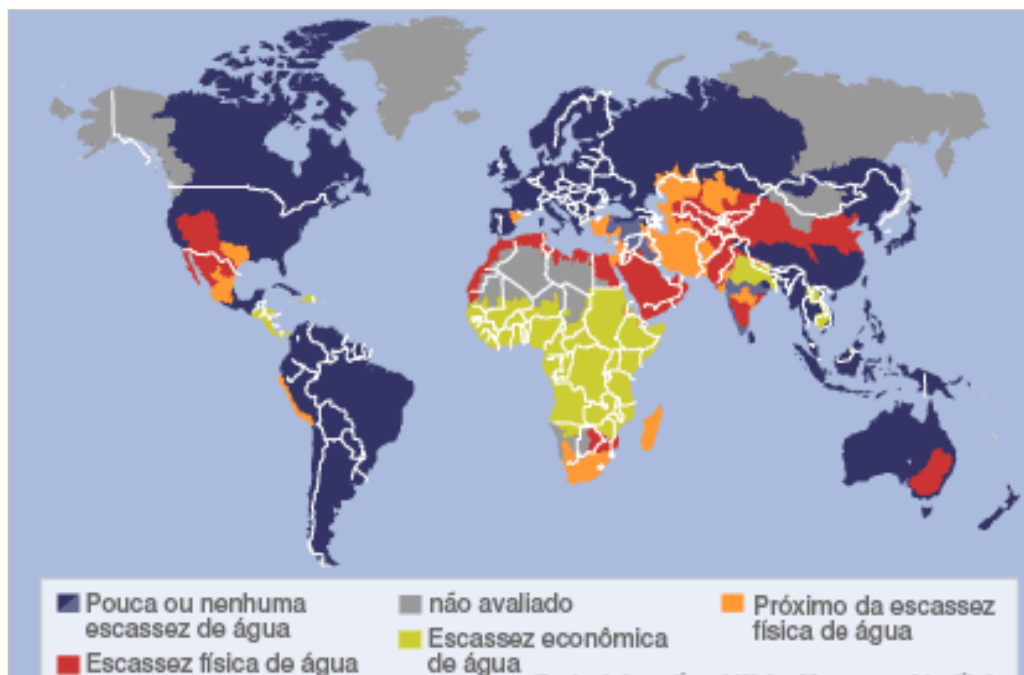 Pouca ou nenhuma
escassez de água
Escassez física de água
não avaliado
Escassez econômica
de água
Próximo da escassez
física de água